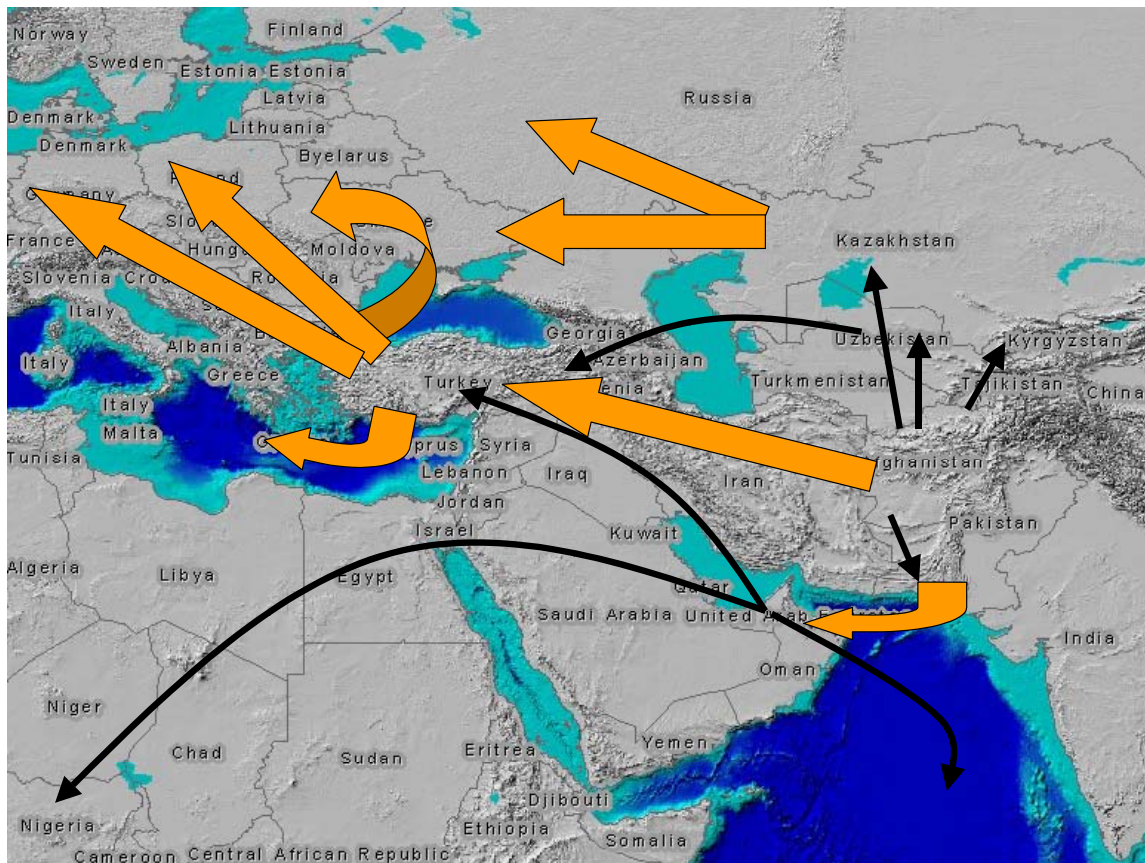 Norway
Finland
Sweden
Estonia Estonia
Latvia
Russia
Denmark
Lithuania
Denmark
Byelarus
Germany
France
Moldova
Kazakhstan
Slovenia
Italy
Georgia
Uzbekistan
Kyrgyzstan
Albania
Azerbaijan
Italy
Greece
Turkey
Turkmenistan
Tajikistan
China
Italy
Malta
Syria
Tunisia
Lebanon
Iraq
Iran
Jordan
Pakistan
Israel
Kuwait
Algeria
Libya
Egypt
Qatar
Saudi Arabia
United Arab
India
Oman
Niger
Chad
Sudan
Eritrea
Yemen
Djibouti
Nigeria
Ethiopia
Somalia
Cameroon
Central African Republic